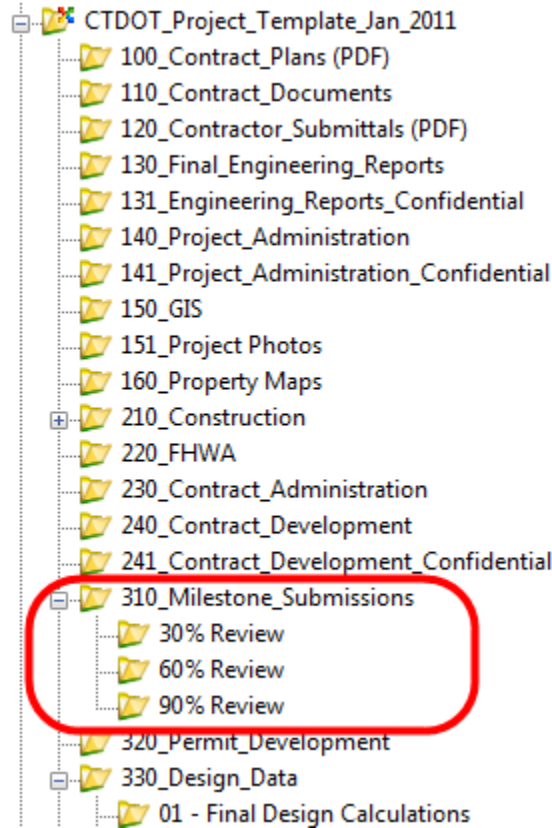 CTDOT_Project_Template_Jan_2011
100_Contract_Plans (PDF)
110_Contract_Documents
120_Contractor_Submittals (PDF)
130_Final_Engineering_Reports
131_Engineering_Reports_Confidential
140_Project_Administration
141_Project_Administration_Confidential
150_GIS
151_Project Photos
160_Property Maps
210_Construction
220_FHWA
230_Contract_Administration
240_Contract_Development
241_Contract_Development_Confidential
310_Milestone_Submissions
30% Review
60% Review
90% Review
320_Permit_Development
330_Design_Data
01 - Final Design Calculations